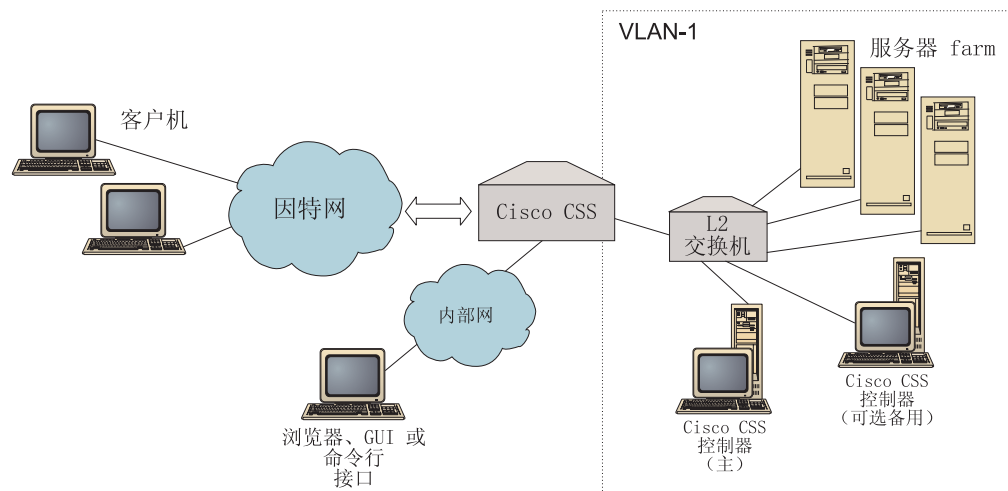 VLAN-1
服务器 farm
客户机
因特网
Cisco CSS
L2
交换机
内部网
浏览器、GUI 或
命令行
接口
Cisco CSS
控制器
（主）
Cisco CSS
控制器
（可选备用）